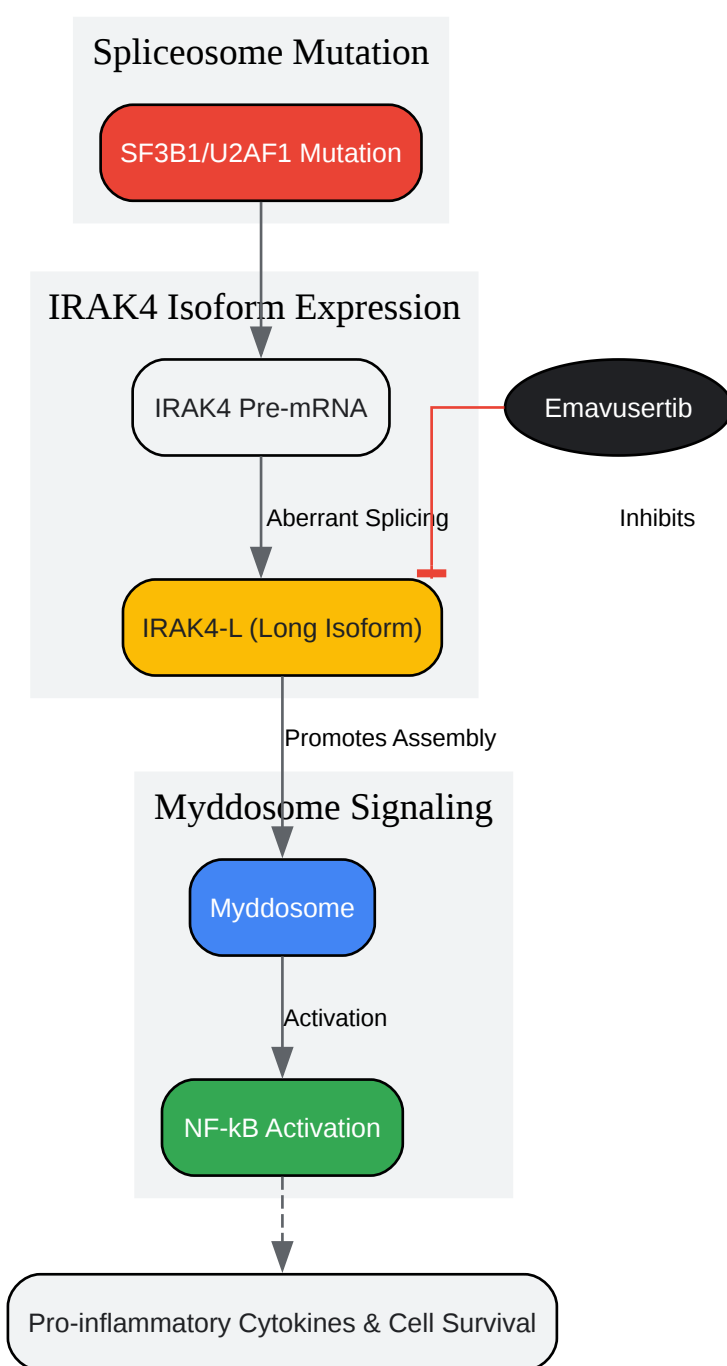 Spliceosome Mutation
SF3B1/U2AF1 Mutation
IRAK4 Isoform Expression
IRAK4 Pre-mRNA
Emavusertib
Aberrant Splicing
Inhibits
IRAK4-L (Long Isoform)
Promotes Assembly
Myddosome Signaling
Myddosome
Activation
NF-kB Activation
Pro-inflammatory Cytokines & Cell Survival